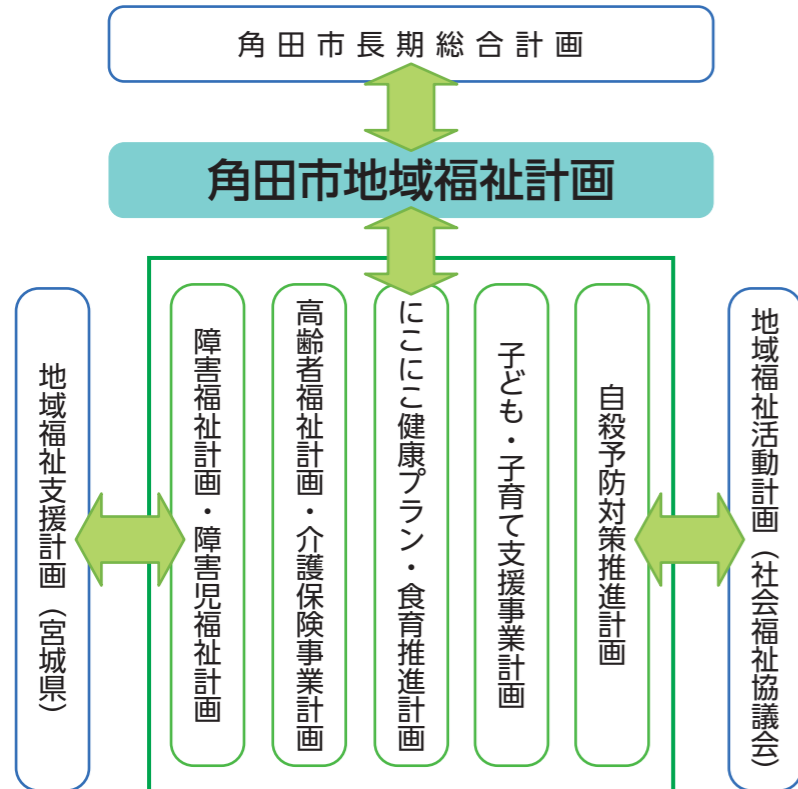 角田市長期総合計画
角田市地域福祉計画
地域福祉支援計画（宮城県）
障害福祉計画・障害児福祉計画
高齢者福祉計画・介護保険事業計画
にこにこ健康プラン・食育推進計画
子ども・子育て支援事業計画
自殺予防対策推進計画
地域福祉活動計画（社会福祉協議会）